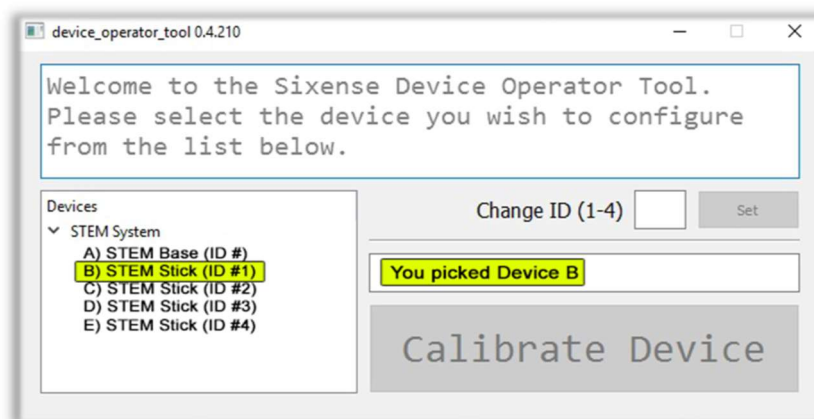 device_operator_tool 0.4.210
Welcome to the Sixense Device Operator Tool.
Please select the device you wish to configure
from the list below.
Devices
STEM System
A) STEM Base (ID #)
B) STEM Stick (ID #1)
C) STEM Stick (ID #2)
D) STEM Stick (ID #3)
E) STEM Stick (ID #4)
Change ID (1-4)
Set
You picked Device B
Calibrate Device